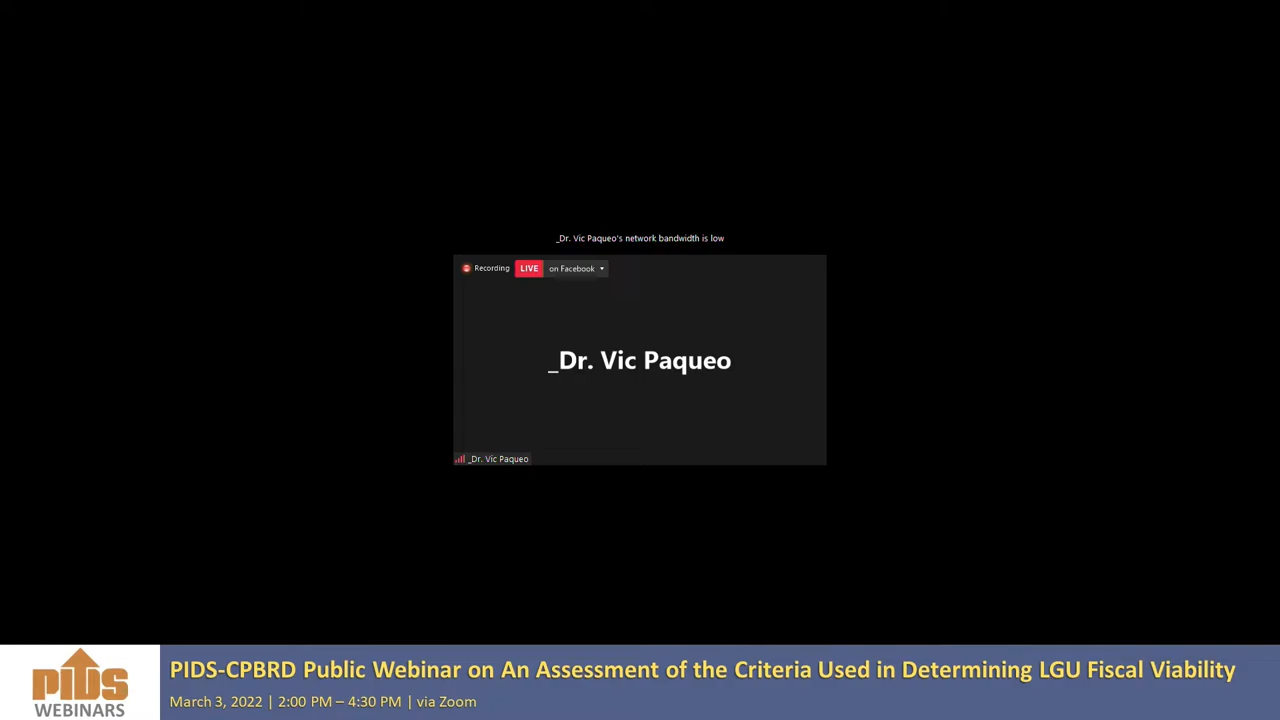 _Dr. Vic Paqueo's network bandwidth is low
Recording LIVE on Facebook
_Dr. Vic Paqueo
_Dr. Vic Paqueo
PIDS WEBINARS
PIDS-CPBRD Public Webinar on An Assessment of the Criteria Used in Determining LGU Fiscal Viability
March 3, 2022 | 2:00 PM – 4:30 PM | via Zoom